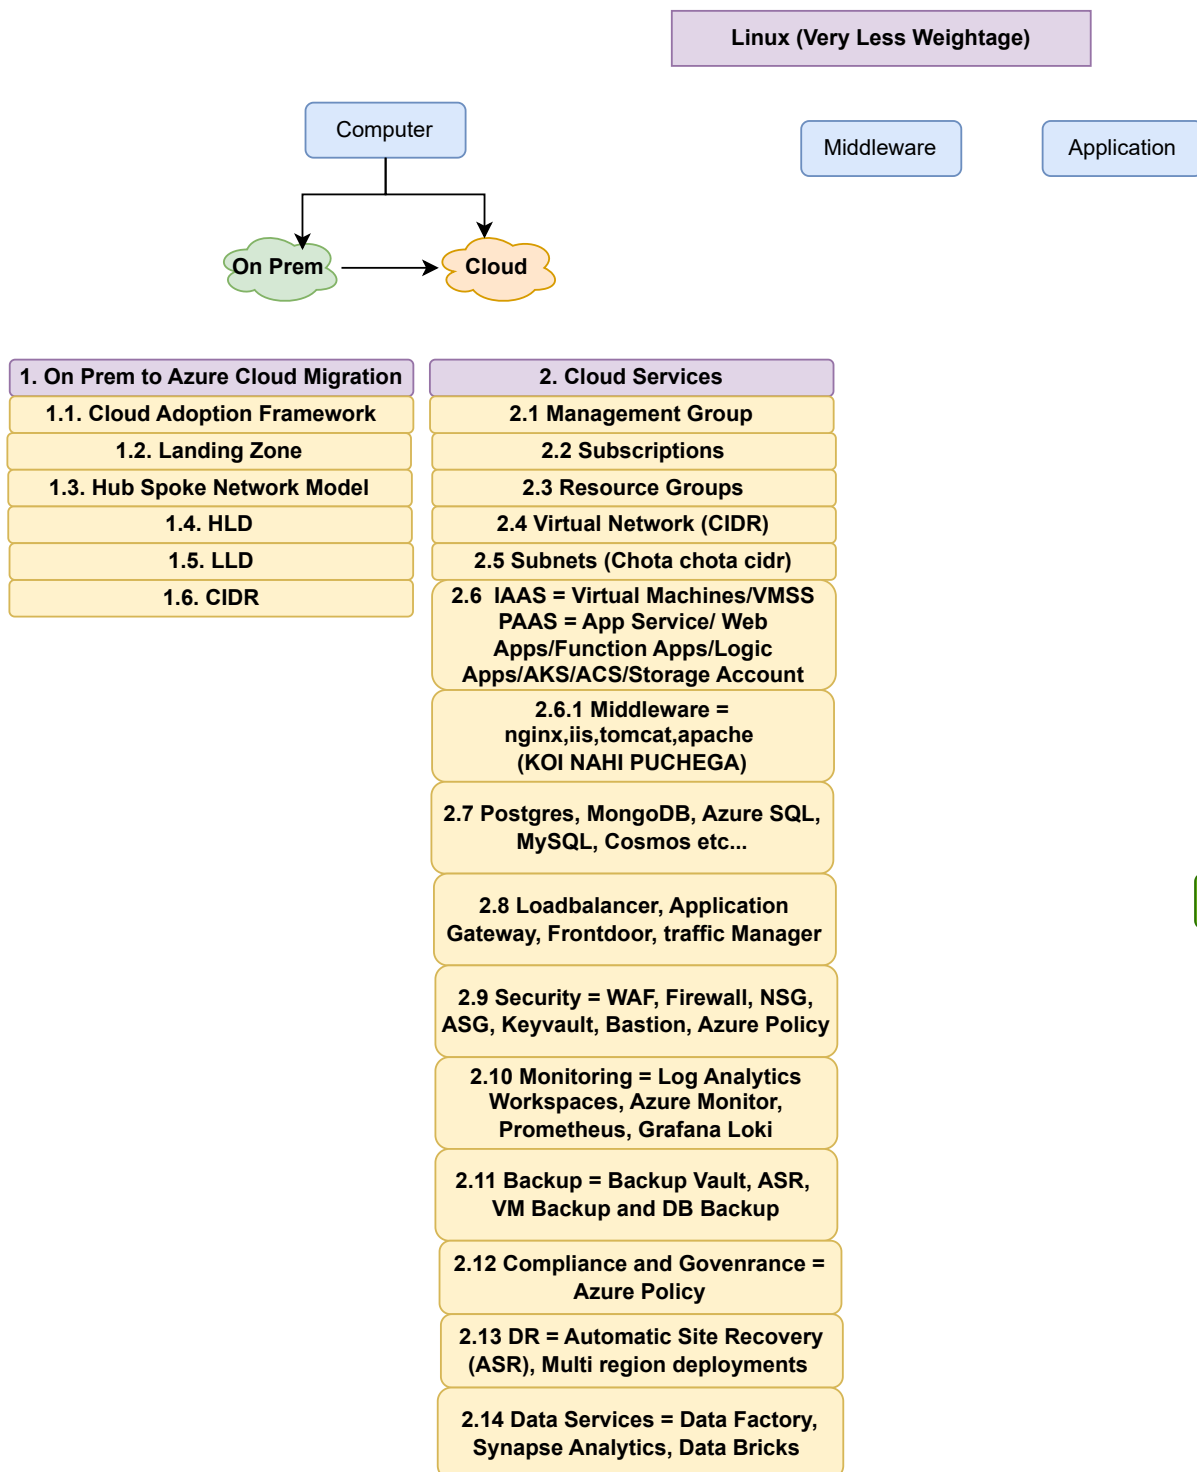 Linux (Very Less Weightage)
Computer
Middleware
Application
On Prem
Cloud
1. On Prem to Azure Cloud Migration
1.1. Cloud Adoption Framework
1.2. Landing Zone
1.3. Hub Spoke Network Model
1.4. HLD
1.5. LLD
1.6. CIDR
2. Cloud Services
2.1 Management Group
2.2 Subscriptions
2.3 Resource Groups
2.4 Virtual Network (CIDR)
2.5 Subnets (Chota chota cidr)
2.6 IAAS = Virtual Machines/VMSS
PAAS = App Service/ Web
Apps/Function Apps/Logic
Apps/AKS/ACS/Storage Account
2.6.1 Middleware =
nginx,iis,tomcat,apache
(KOI NAHI PUCHEGA)
2.7 Postgres, MongoDB, Azure SQL,
MySQL, Cosmos etc...
2.8 Loadbalancer, Application
Gateway, Frontdoor, traffic Manager
2.9 Security = WAF, Firewall, NSG,
ASG, Keyvault, Bastion, Azure Policy
2.10 Monitoring = Log Analytics
Workspaces, Azure Monitor,
Prometheus, Grafana Loki
2.11 Backup = Backup Vault, ASR,
VM Backup and DB Backup
2.12 Compliance and Govenrance =
Azure Policy
2.13 DR = Automatic Site Recovery
(ASR), Multi region deployments
2.14 Data Services = Data Factory,
Synapse Analytics, Data Bricks